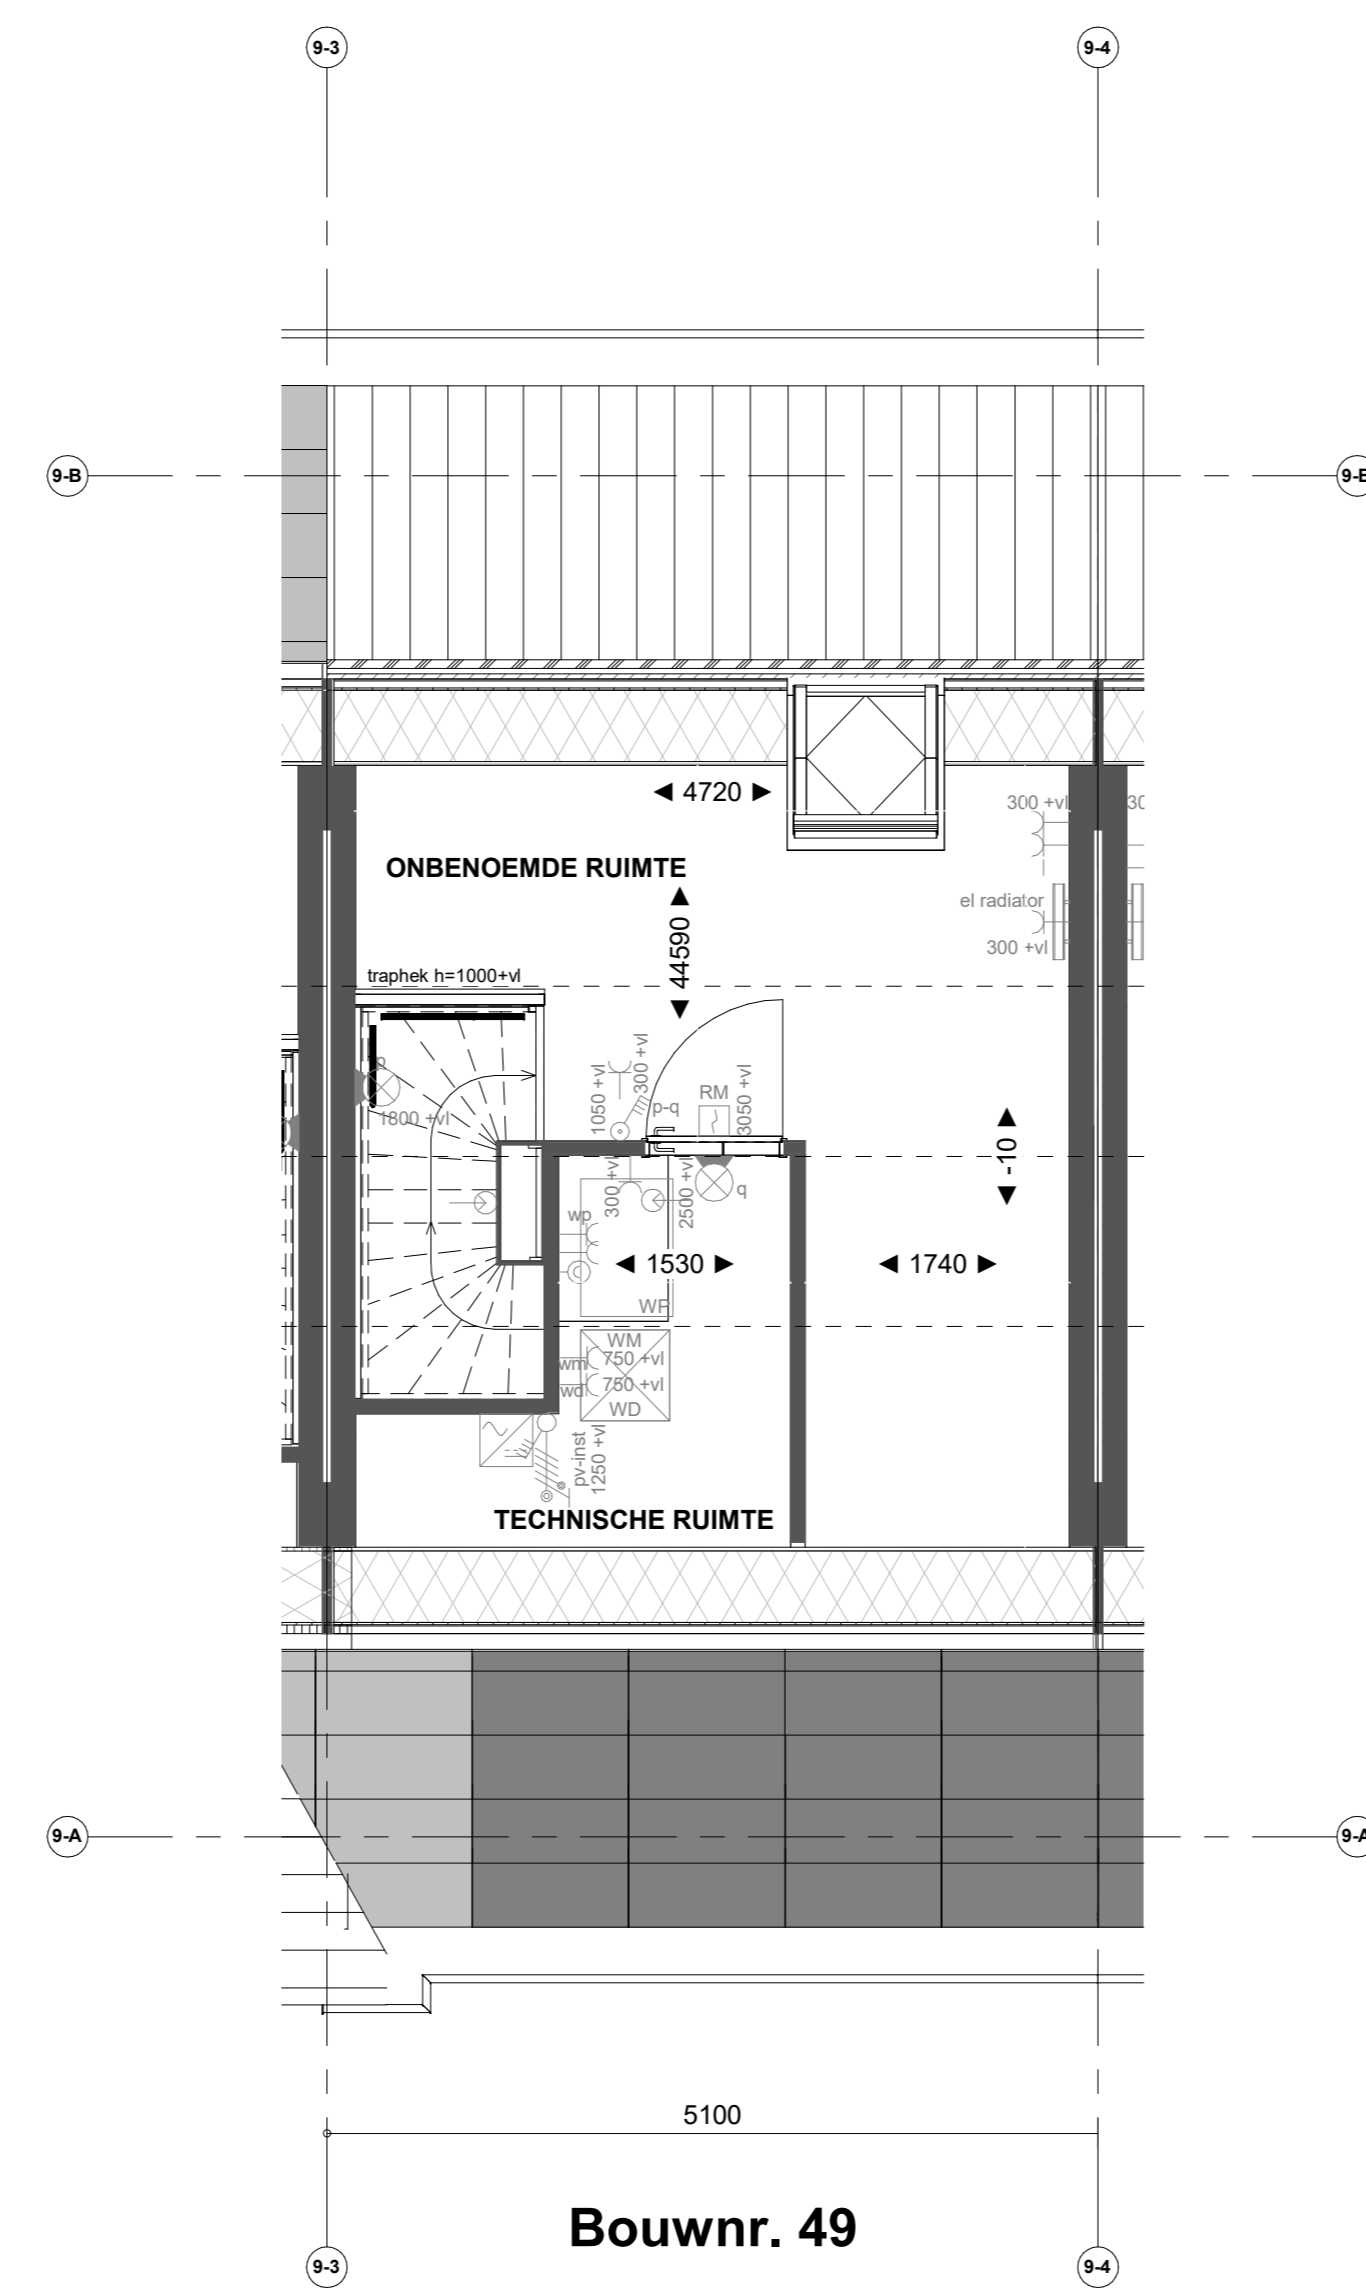 9-3
9-4
9-B
9-B
4720
300 +vl
30
ONBENOEMDE RUIMTE
el radiator
300 +vl
44590
traphek h=1000+vl
p
1800 +vl
1050 +vl
300 +vl
p-q
RM
3050 +vl
-10
300 +vl
2500 +vl
q
wp
1530
1740
WP
WM
wm
750 +vl
wd
750 +vl
WD
pv-inst
1250 +vl
TECHNISCHE RUIMTE
9-A
9-A
5100
Bouwnr. 49
9-3
9-4